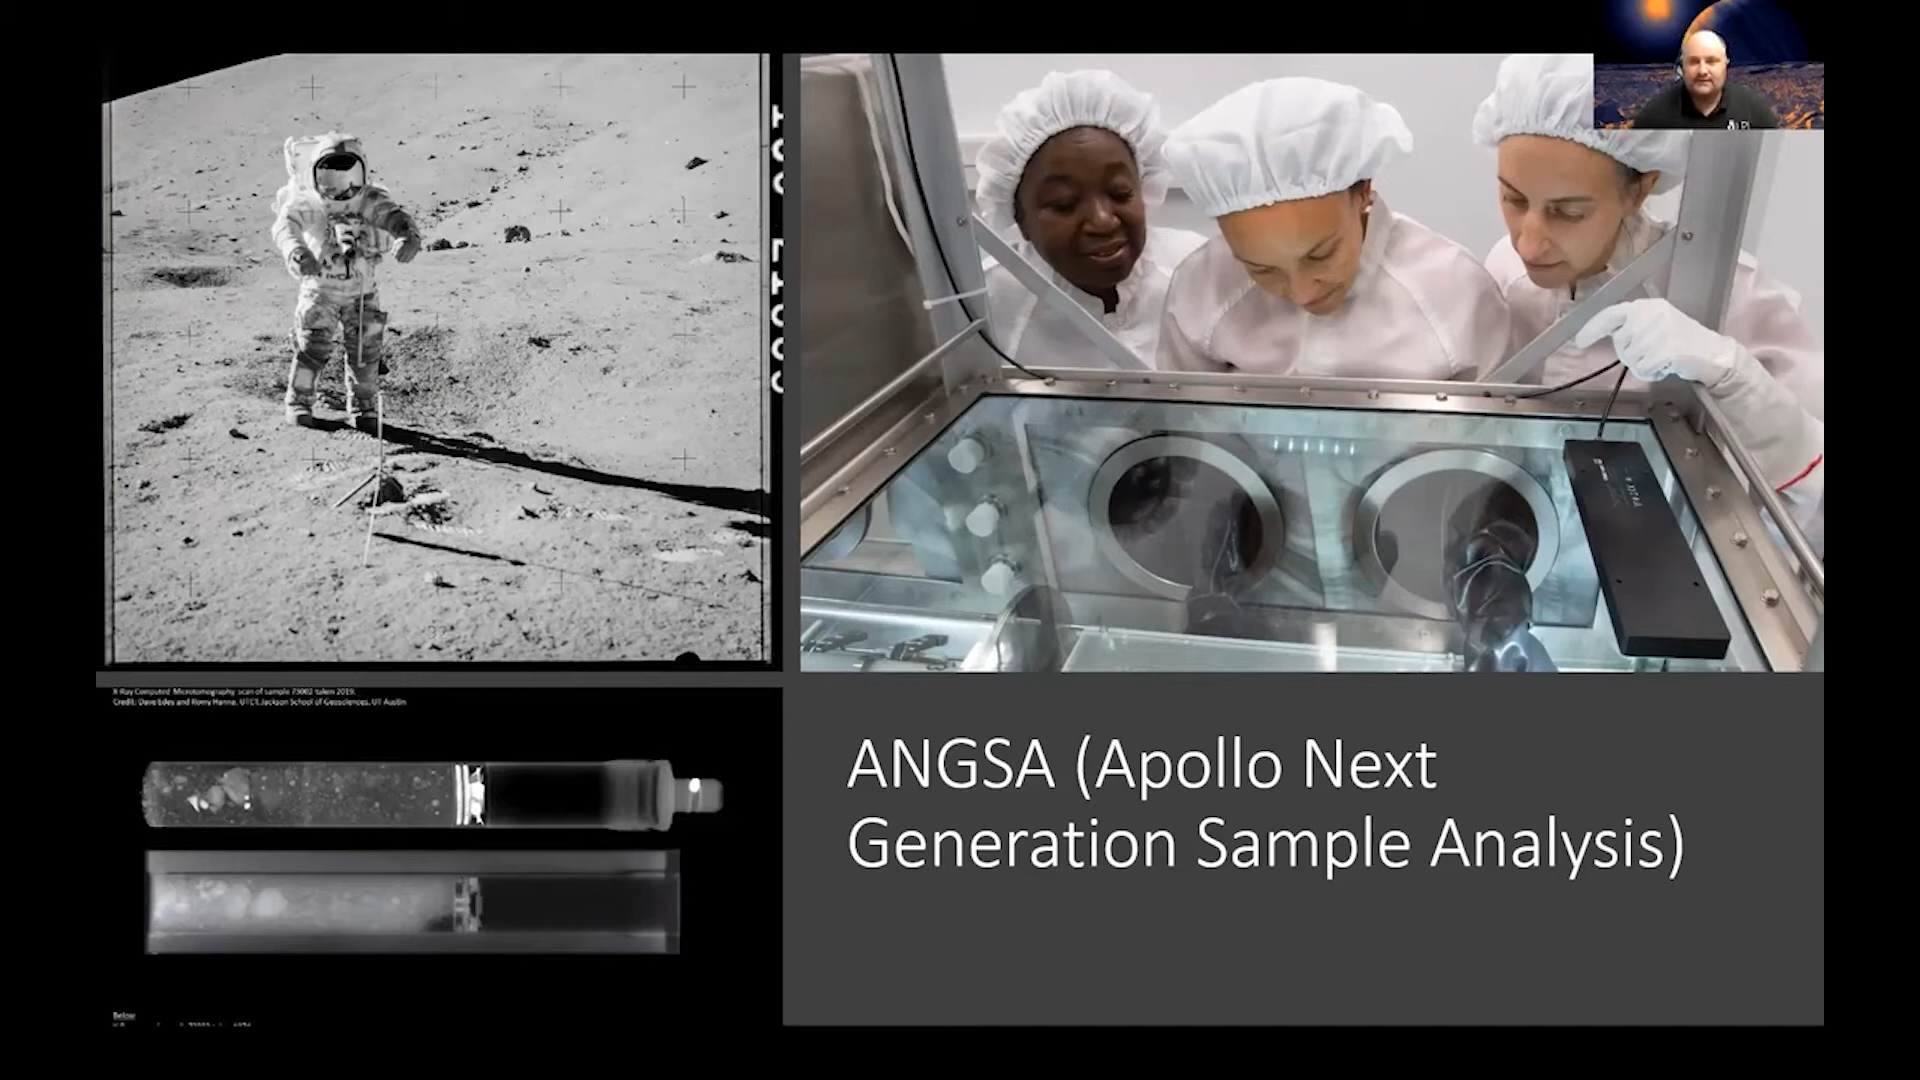 X Ray Computed Microtomography scan of sample 73002 taken 2019.
Credit: Dave Edey and Romy Hanna, UTCT, Jackson School of Geosciences, UT Austin
ANGSA (Apollo Next
Generation Sample Analysis)
Below